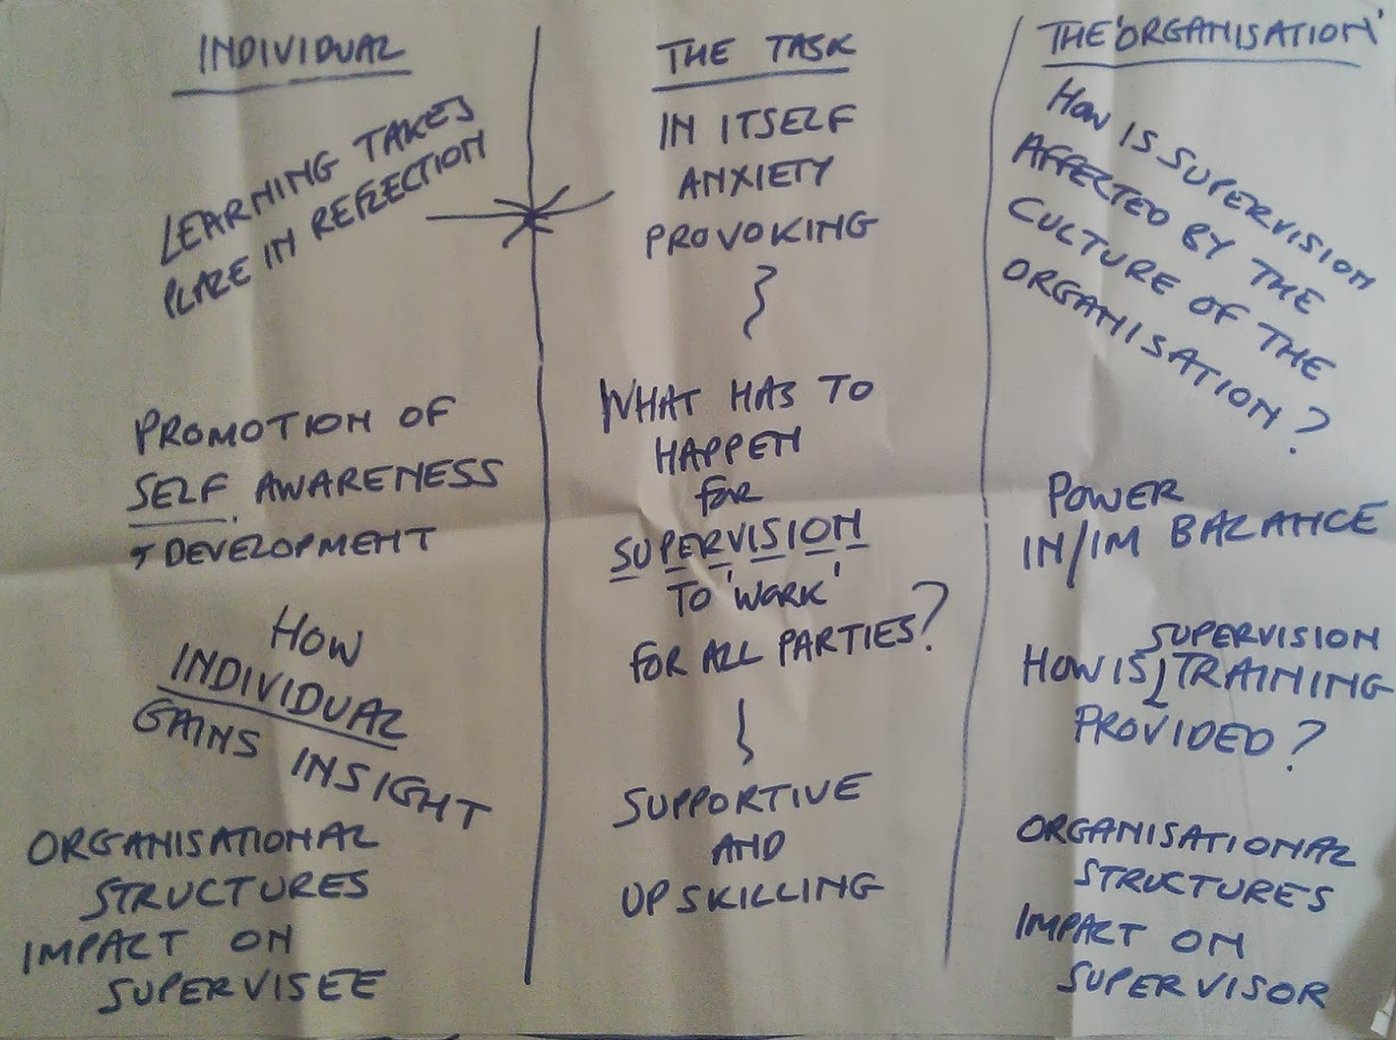 INDIVIDUAL
LEARNING TAKES
PLACE IN REFLECTION
PROMOTION OF
SELF AWARENESS
+ DEVELOPMENT
HOW
INDIVIDUAL
GAINS INSIGHT
ORGANISATIONAL
STRUCTURES
IMPACT ON
SUPERVISEE
THE TASK
IN ITSELF
ANXIETY
PROVOKING
WHAT HAS TO
HAPPEN
FOR
SUPERVISION
TO 'WORK'
FOR ALL PARTIES?
SUPPORTIVE
AND
UPSKILLING
THE 'ORGANISATION'
HOW IS SUPERVISION
AFFECTED BY THE
CULTURE OF THE
ORGANISATION?
POWER
IN/IM BALANCE
SUPERVISION
HOW IS TRAINING
PROVIDED?
ORGANISATIONAL
STRUCTURES
IMPACT ON
SUPERVISOR